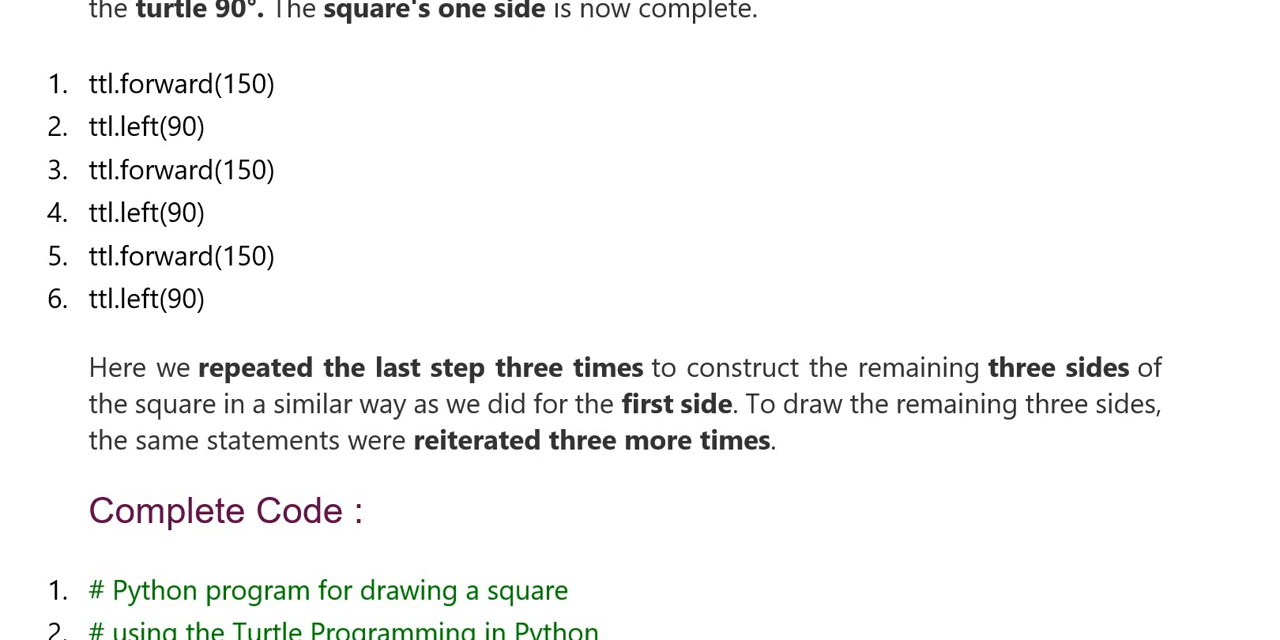 the turtle 90°. The square's one side is now complete.
1. ttl.forward(150)
2. ttl.left(90)
3. ttl.forward(150)
4. ttl.left(90)
5. ttl.forward(150)
6. ttl.left(90)
Here we repeated the last step three times to construct the remaining three sides of
the square in a similar way as we did for the first side. To draw the remaining three sides,
the same statements were reiterated three more times.
Complete Code :
1. # Python program for drawing a square
2. # using the Turtle Programming in Python